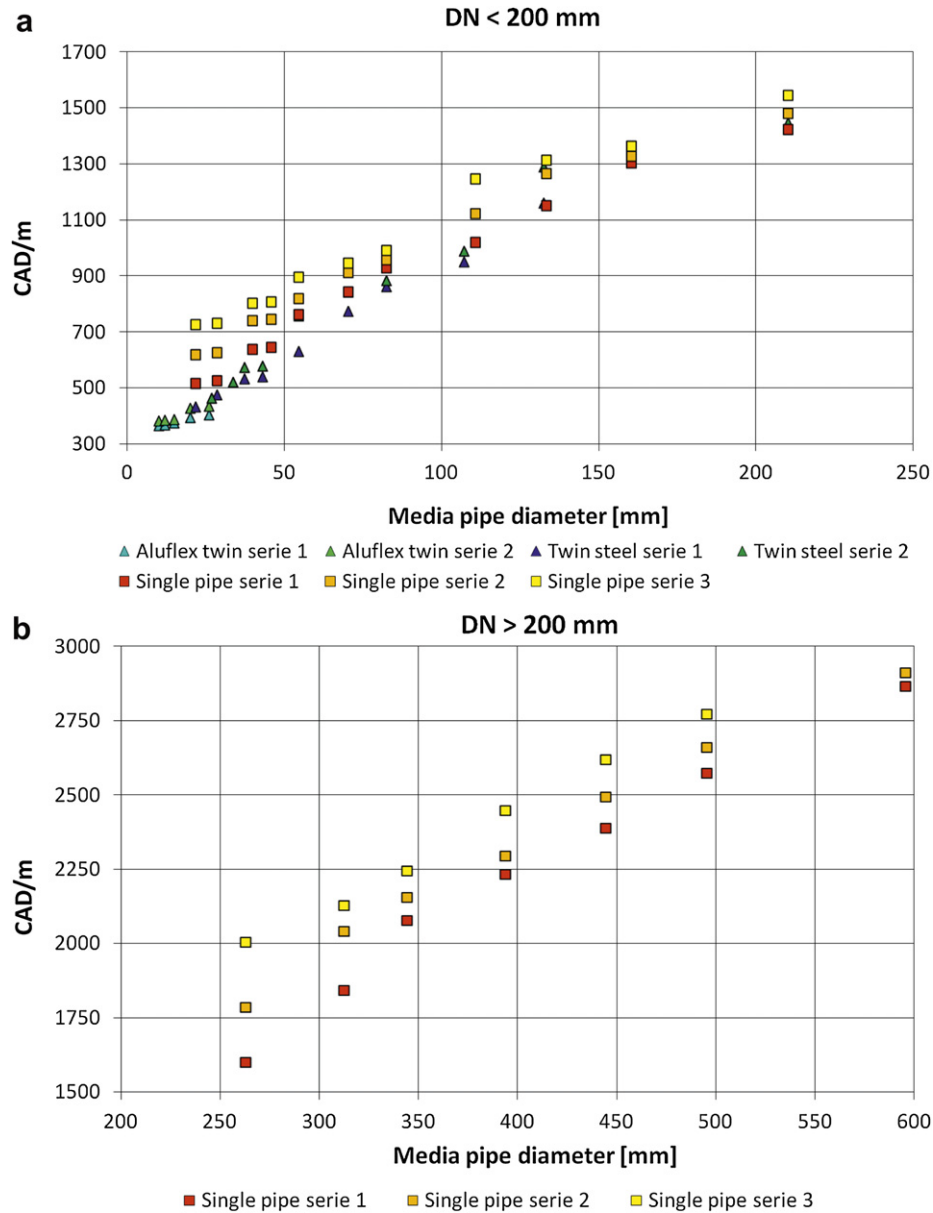 a
DN < 200 mm
1700
1500
1300
1100
900
700
500
300
CAD/m
0 50 100 150 200 250
Media pipe diameter [mm]
Aluflex twin serie 1 Aluflex twin serie 2 Twin steel serie 1 Twin steel serie 2
Single pipe serie 1 Single pipe serie 2 Single pipe serie 3
b
DN > 200 mm
3000
2750
2500
2250
2000
1750
1500
CAD/m
200 250 300 350 400 450 500 550 600
Media pipe diameter [mm]
Single pipe serie 1 Single pipe serie 2 Single pipe serie 3